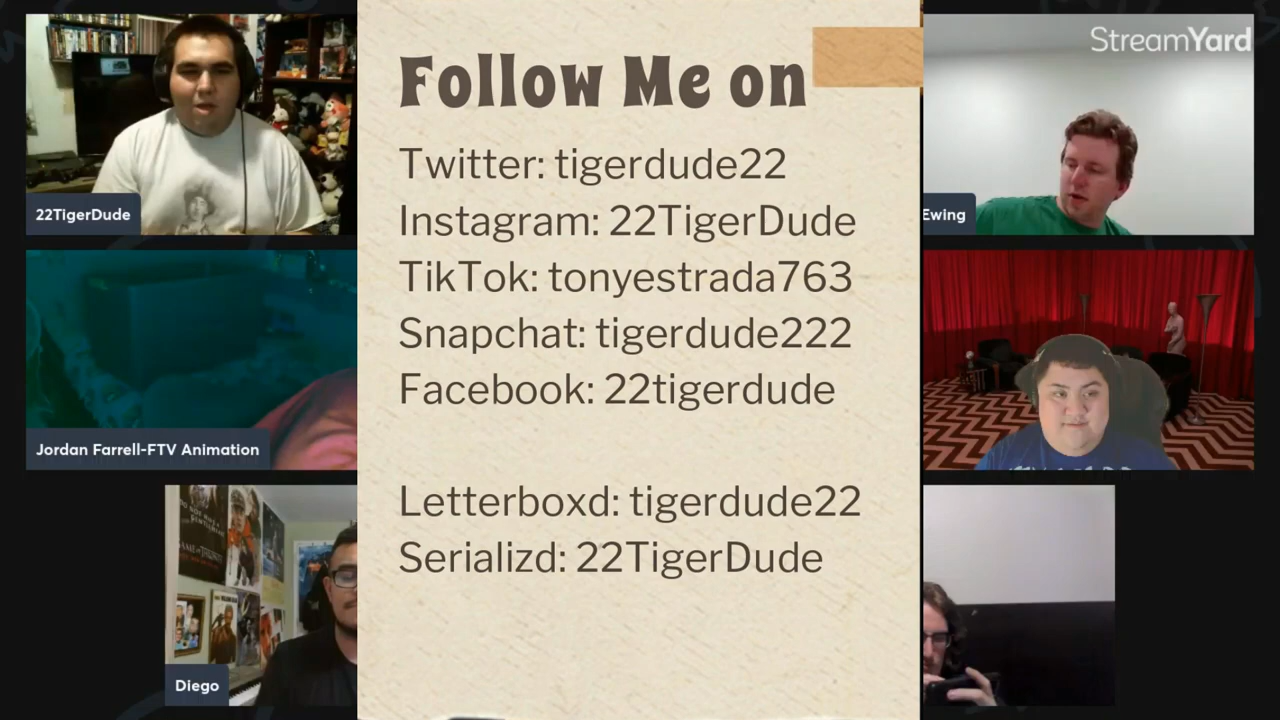 StreamYard
Follow Me on
Twitter: tigerdude22
Instagram: 22TigerDude
TikTok: tonyestrada763
Snapchat: tigerdude222
Facebook: 22tigerdude
Letterboxd: tigerdude22
Serializd: 22TigerDude
22TigerDude
Ewing
Jordan Farrell-FTV Animation
Diego